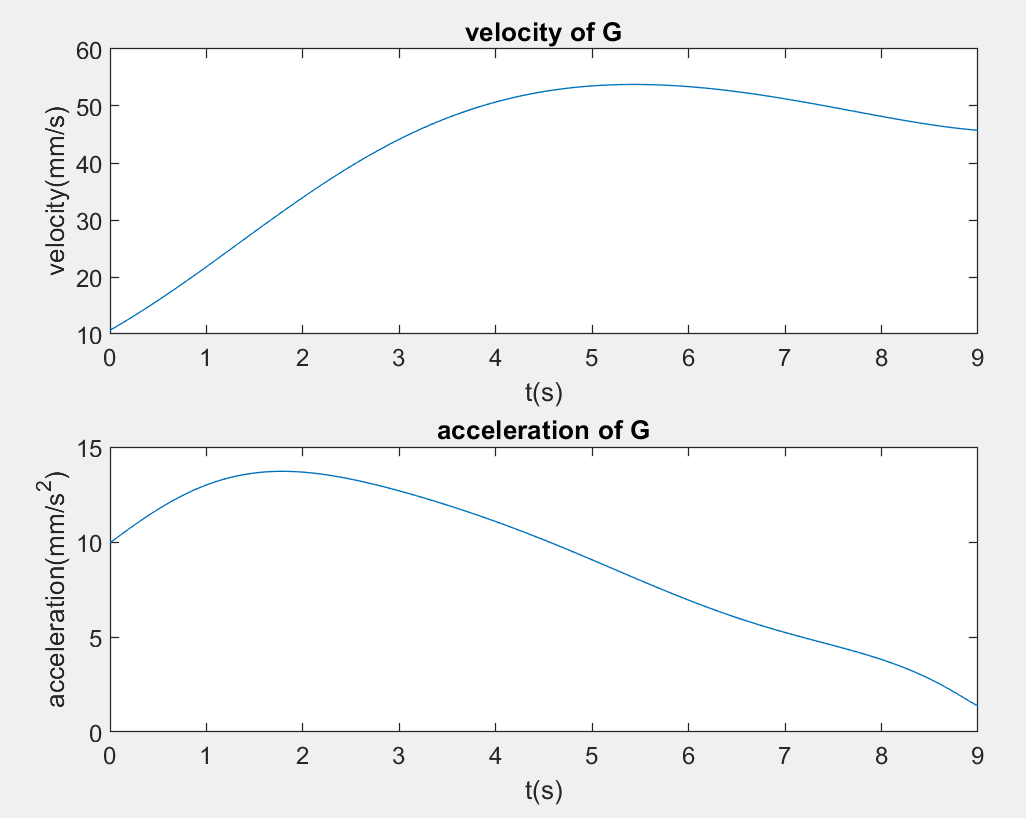 velocity of G
60
50
40
30
20
10
velocity(mm/s)
0 1 2 3 4 5 6 7 8 9
t(s)
acceleration of G
15
10
5
0
acceleration(mm/s²)
0 1 2 3 4 5 6 7 8 9
t(s)